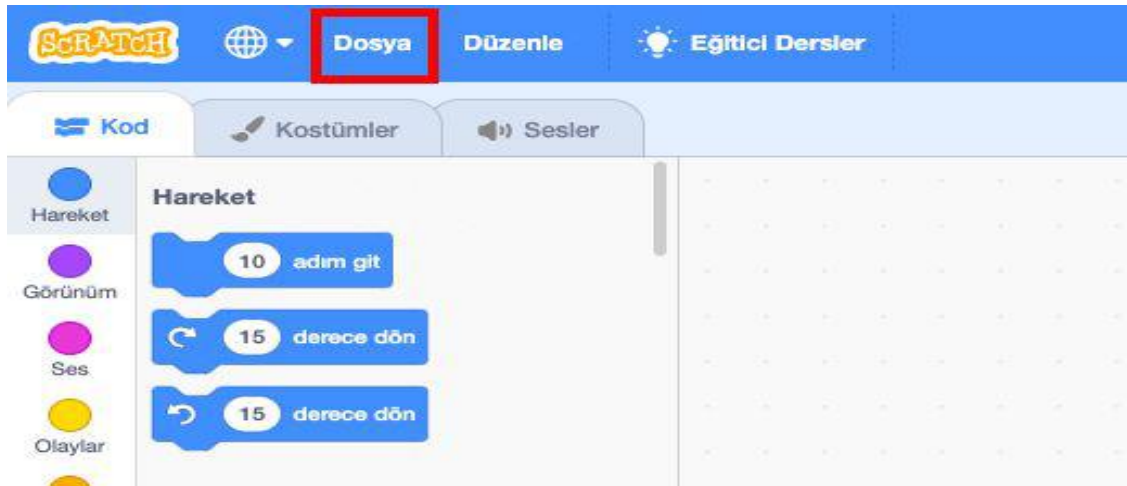 SCRATCH Dosya Düzenle Eğitici Dersler
Kod Kostümler Sesler
Hareket
Görünüm
Ses
Olaylar
Hareket
10 adım git
15 derece dön
15 derece dön